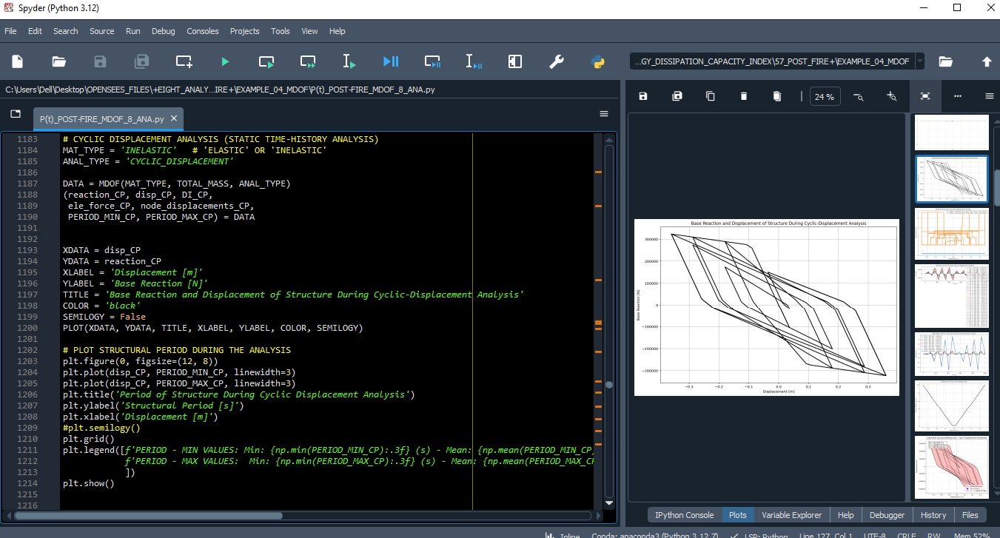 Spyder (Python 3.12)
File Edit Search Source Run Debug Consoles Projects Tools View Help
...GY_DISSIPATION_CAPACITY_INDEX\57_POST_FIRE+\EXAMPLE_04_MDOF
C:\Users\Dell\Desktop\OPENSEES_FILES\+EIGHT_ANALY...IRE+\EXAMPLE_04_MDOF\P(t)_POST-FIRE_MDOF_8_ANA.py
24 %
P(t)_POST-FIRE_MDOF_8_ANA.py
1183 # CYCLIC DISPLACEMENT ANALYSIS (STATIC TIME-HISTORY ANALYSIS)
1184 MAT_TYPE = 'INELASTIC' # 'ELASTIC' OR 'INELASTIC'
1185 ANAL_TYPE = 'CYCLIC_DISPLACEMENT'
1186
1187 DATA = MDOF(MAT_TYPE, TOTAL_MASS, ANAL_TYPE)
1188 (reaction_CP, disp_CP, DI_CP,
1189 ele_force_CP, node_displacements_CP,
1190 PERIOD_MIN_CP, PERIOD_MAX_CP) = DATA
1191
1192
1193 XDATA = disp_CP
1194 YDATA = reaction_CP
1195 XLABEL = 'Displacement [m]'
1196 YLABEL = 'Base Reaction [N]'
1197 TITLE = 'Base Reaction and Displacement of Structure During Cyclic-Displacement Analysis'
1198 COLOR = 'black'
1199 SEMILOGY = False
1200 PLOT(XDATA, YDATA, TITLE, XLABEL, YLABEL, COLOR, SEMILOGY)
1201
1202 # PLOT STRUCTURAL PERIOD DURING THE ANALYSIS
1203 plt.figure(0, figsize=(12, 8))
1204 plt.plot(disp_CP, PERIOD_MIN_CP, linewidth=3)
1205 plt.plot(disp_CP, PERIOD_MAX_CP, linewidth=3)
1206 plt.title('Period of Structure During Cyclic Displacement Analysis')
1207 plt.ylabel('Structural Period [s]')
1208 plt.xlabel('Displacement [m]')
1209 #plt.semilogy()
1210 plt.grid()
1211 plt.legend([f'PERIOD - MIN VALUES: Min: {np.min(PERIOD_MIN_CP):.3f} (s) - Mean: {np.mean(PERIOD_MIN_CP)
1212 f'PERIOD - MAX VALUES:  Min: {np.min(PERIOD_MAX_CP):.3f} (s) - Mean: {np.mean(PERIOD_MAX_CP
1213 ])
1214 plt.show()
1215
1216
Base Reaction and Displacement of Structure During Cyclic-Displacement Analysis
Base Reaction [N]
300000
200000
100000
0
−100000
−200000
−300000
−0.3 −0.2 −0.1 0.0 0.1 0.2 0.3
Displacement [m]
IPython Console Plots Variable Explorer Help Debugger History Files
Inline Conda: anaconda3 (Python 3.12.7) LSP: Python Line 127, Col 1 UTF-8 CRLF RW Mem 52%